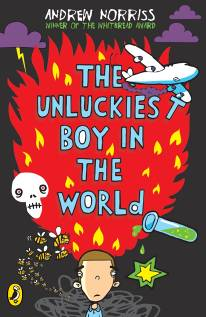 ANDREW NORRISS
WINNER OF THE WHITBREAD AWARD
THE
UNLUCKIEST
BOY IN
THE
WORLd